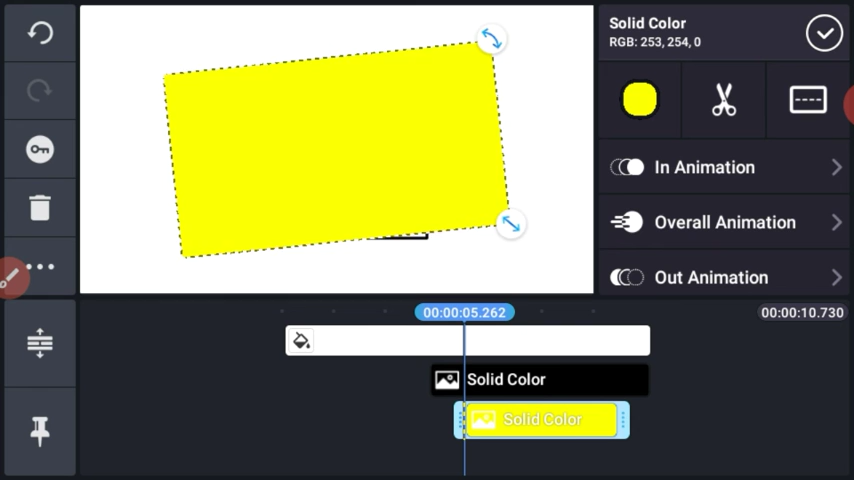 Solid Color
RGB: 253, 254, 0
In Animation
Overall Animation
Out Animation
00:00:05.262
00:00:10.730
Solid Color
Solid Color